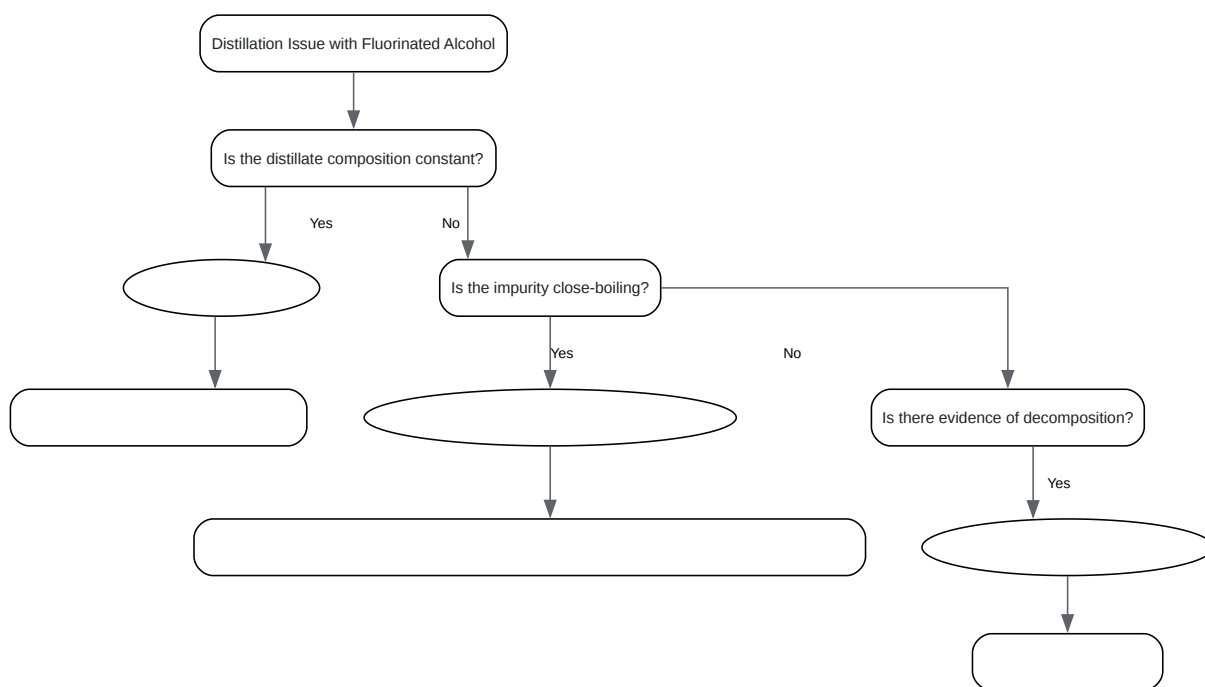 Distillation Issue with Fluorinated Alcohol
Is the distillate composition constant?
Yes
No
Is the impurity close-boiling?
Yes
No
Is there evidence of decomposition?
Yes